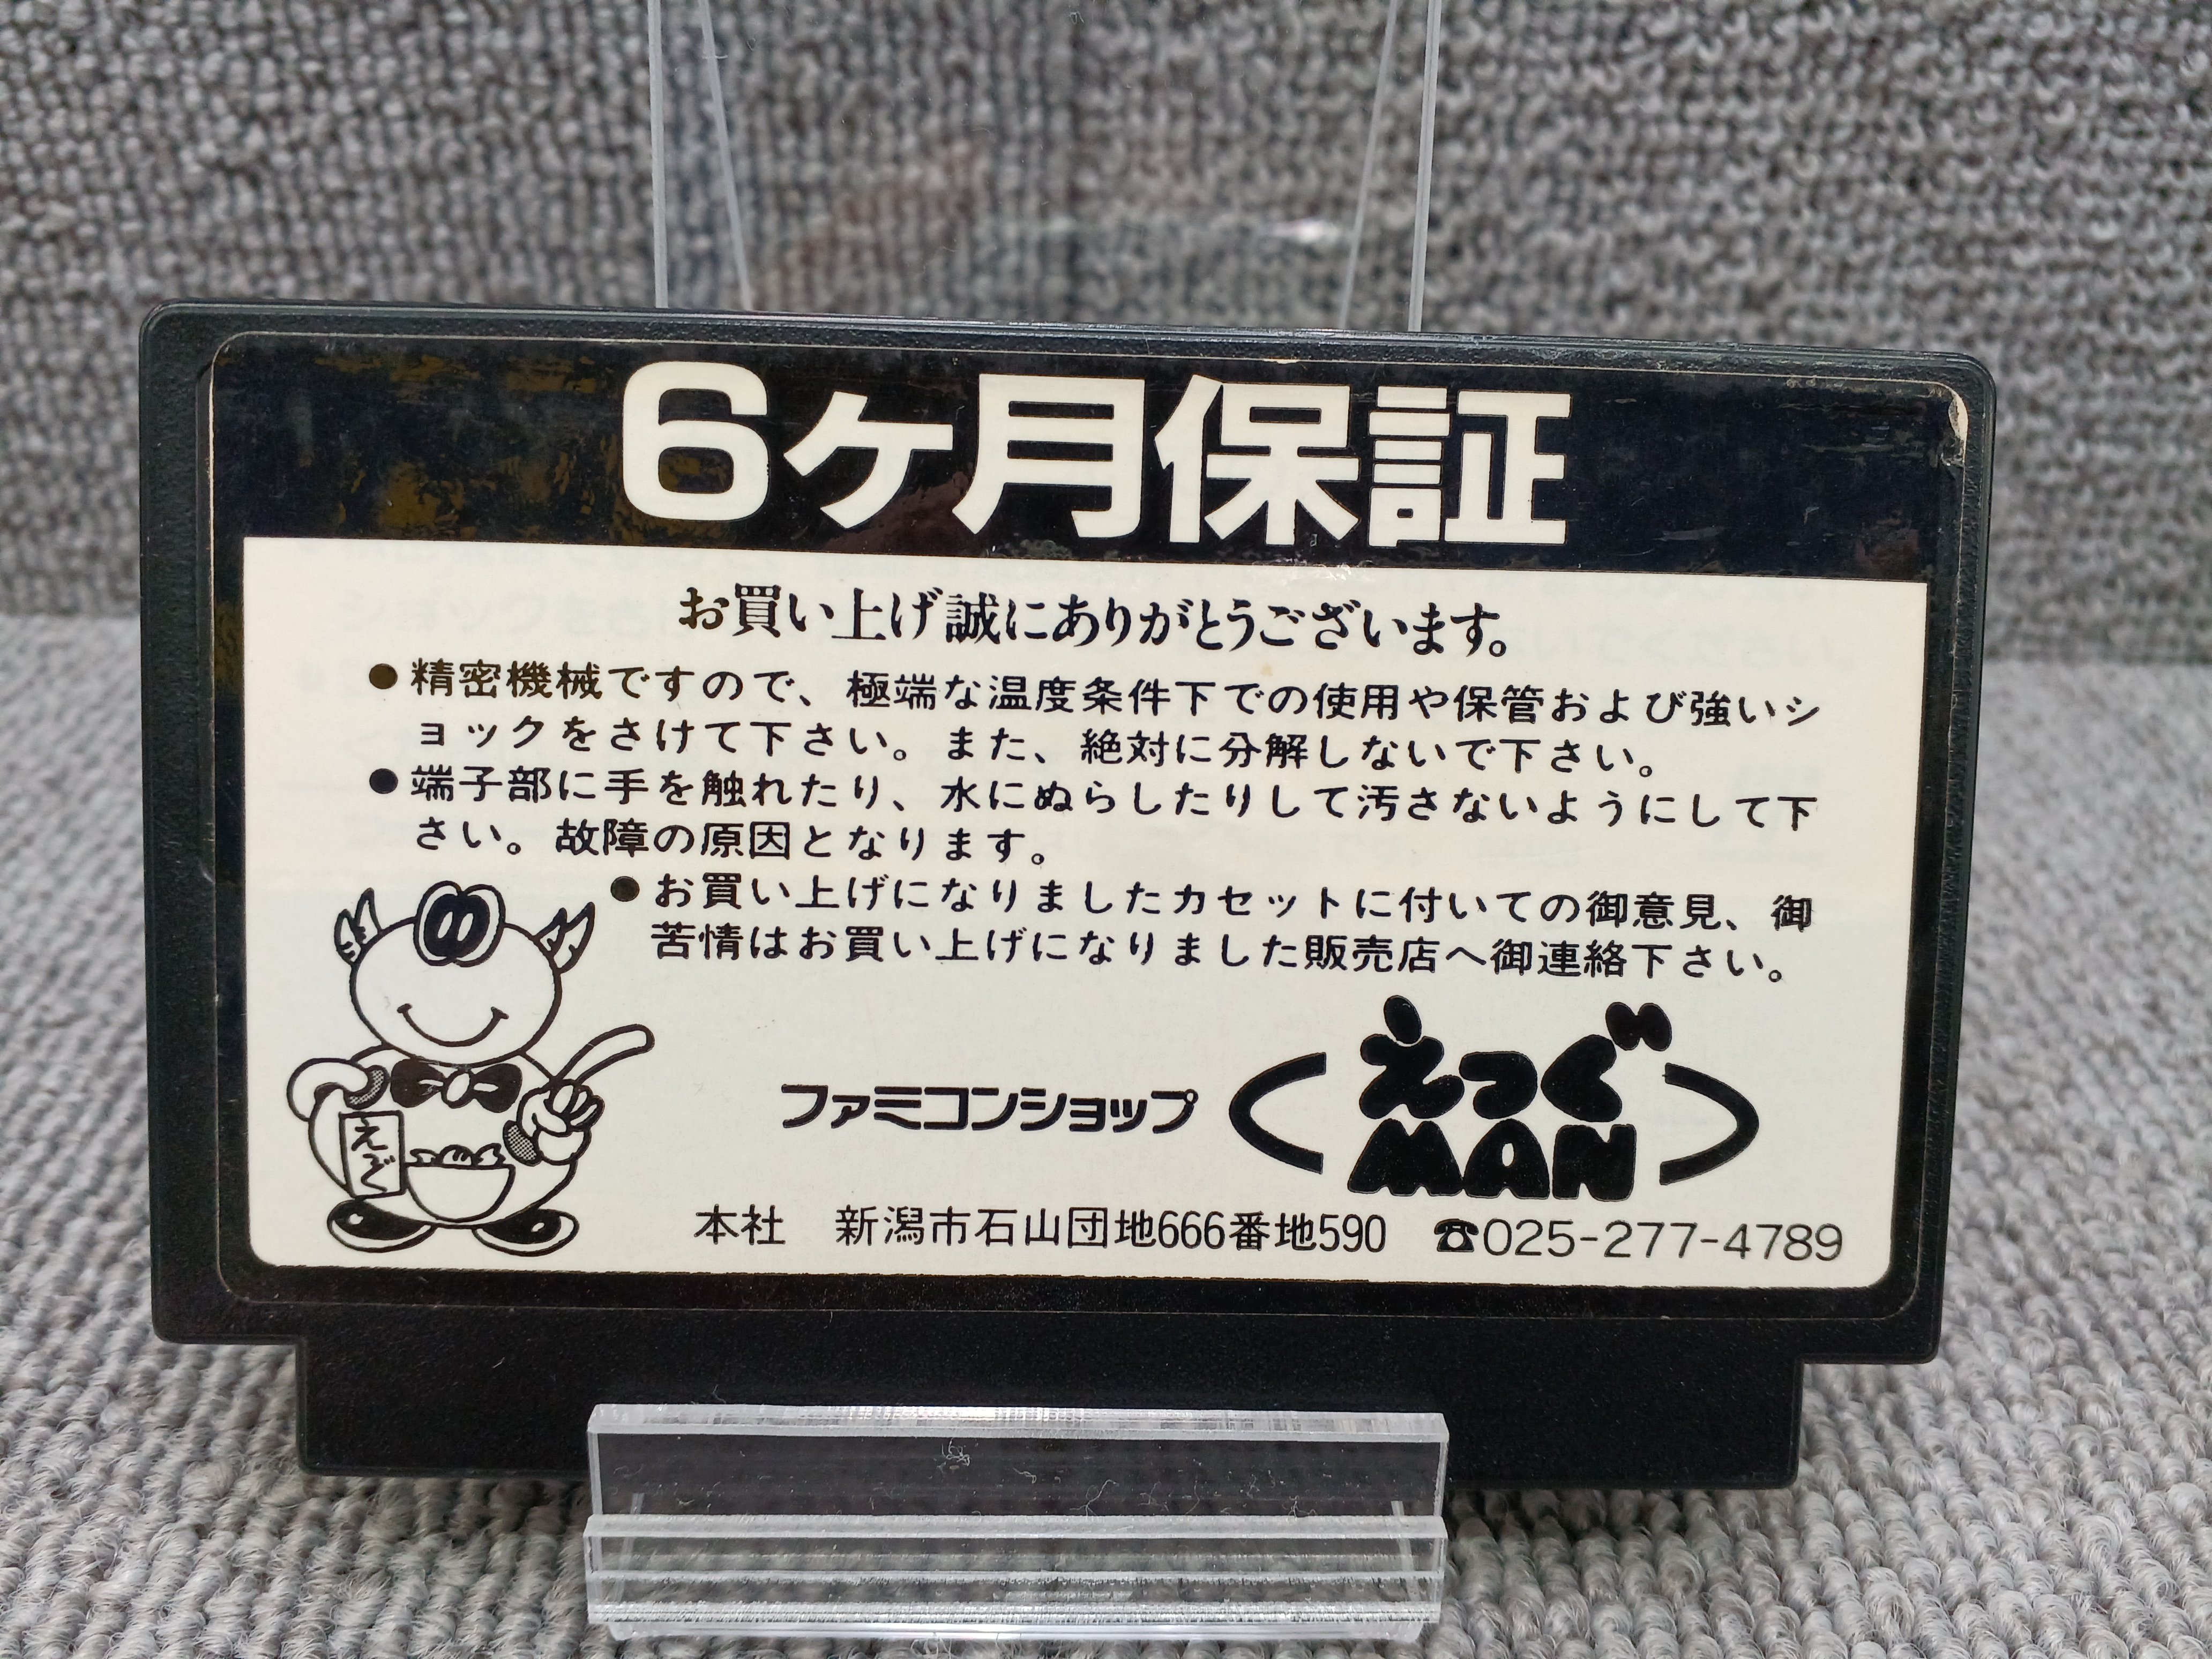 6ケ月保証
お買い上げ誠にありがとうございます。
●精密機械ですので、極端な温度条件下での使用や保管および強いシ
ョックをさけて下さい。また、絶対に分解しないで下さい。
●端子部に手を触れたり、水にぬらしたりして汚さないようにして下
さい。故障の原因となります。
●お買い上げになりましたカセットに付いての御意見、御
苦情はお買い上げになりました販売店へ御連絡下さい。
えぐ
ファミコンショップ
えっぐ
MAN
本社 新潟市石山団地666番地590 ☎025-277-4789